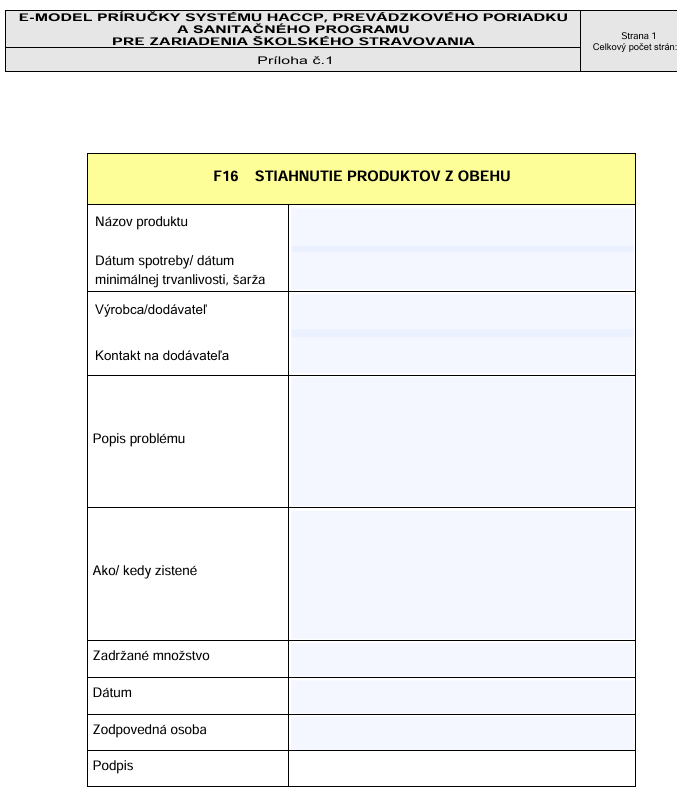 E-MODEL PRÍRUČKY SYSTÉMU HACCP, PREVÁDZKOVÉHO PORIADKU
A SANITAČNÉHO PROGRAMU
PRE ZARIADENIA ŠKOLSKÉHO STRAVOVANIA
Príloha č.1
Strana 1
Celkový počet strán:
F16 STIAHNUTIE PRODUKTOV Z OBEHU
Názov produktu
Dátum spotreby/ dátum
minimálnej trvanlivosti, šarža
Výrobca/dodávateľ
Kontakt na dodávateľa
Popis problému
Ako/ kedy zistené
Zadržané množstvo
Dátum
Zodpovedná osoba
Podpis